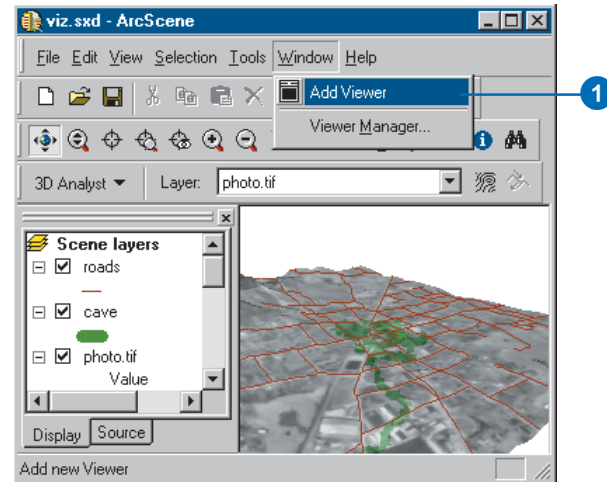 viz.sxd - ArcScene
File Edit View Selection Tools Window Help
Add Viewer
1
Viewer Manager...
3D Analyst Layer: photo.tif
Scene layers
roads
cave
photo.tif
Value
Display Source
Add new Viewer